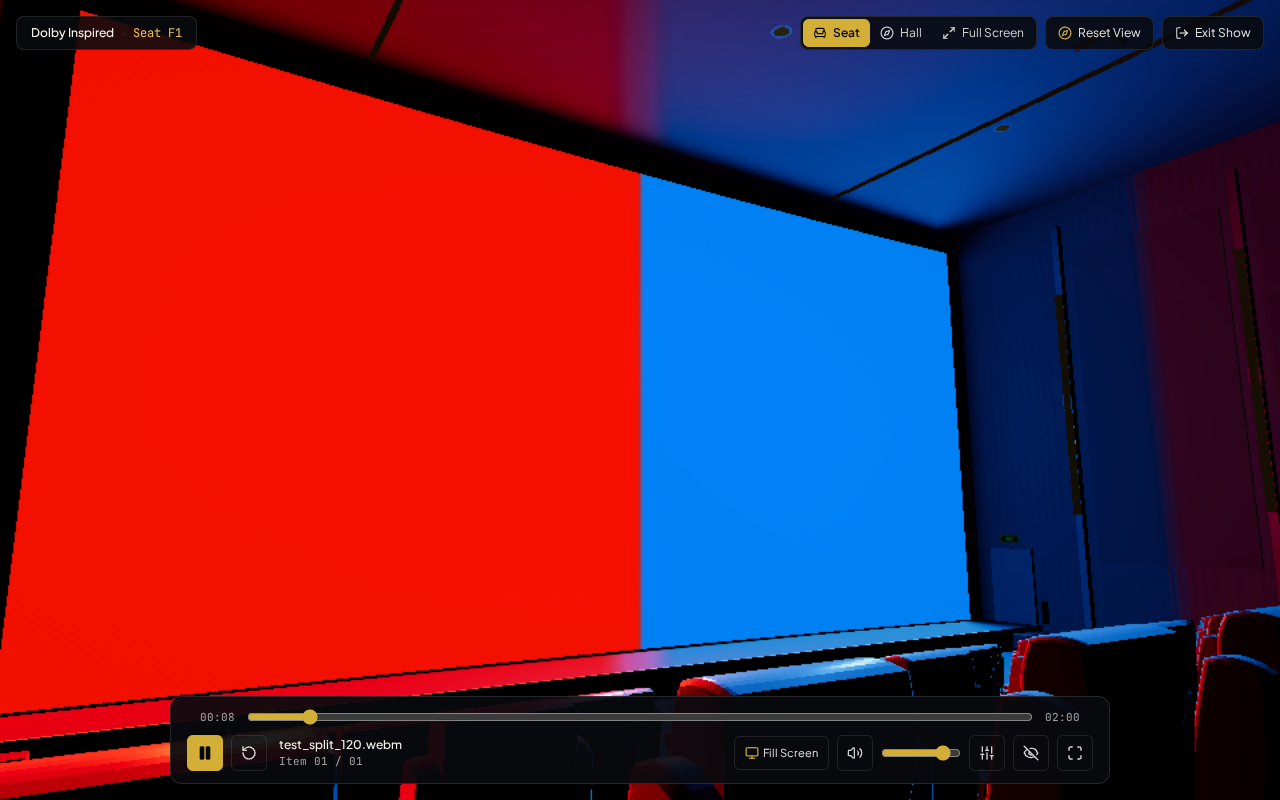 Dolby Inspired · Seat F1
Seat
Hall
Full Screen
Reset View
Exit Show
00:08
02:00
test_split_120.webm
Item 01 / 01
Fill Screen